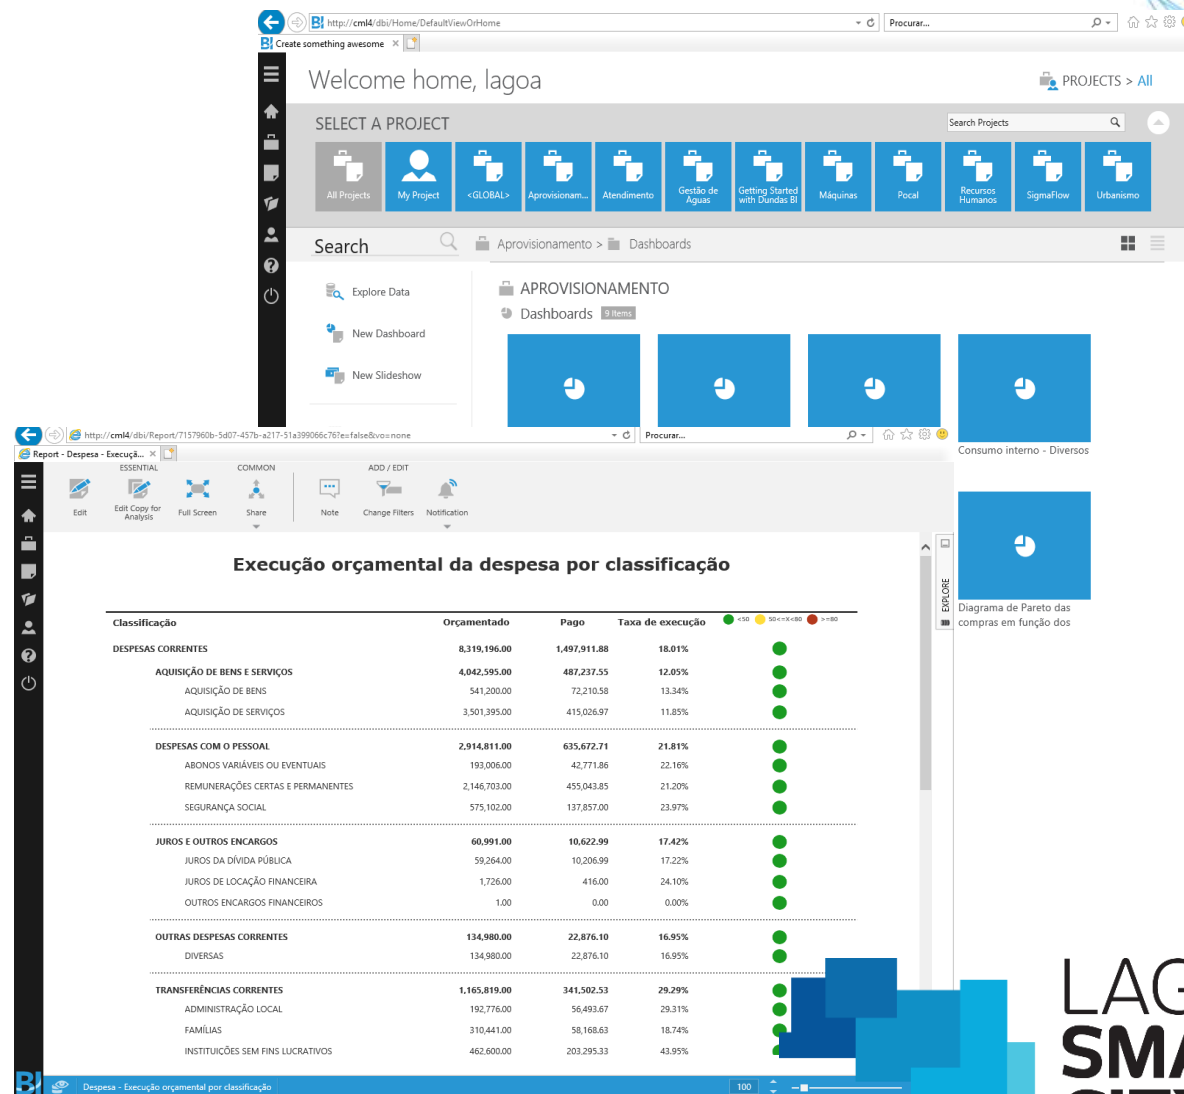 http://cml4/dbi/Home/DefaultViewOrHome
Procurar...
Create something awesome
Welcome home, lagoa
PROJECTS > All
SELECT A PROJECT
Search Projects
All Projects
My Project
<GLOBAL>
Aprovisionam...
Atendimento
Gestão de Águas
Getting Started with Dundas BI
Máquinas
Pocal
Recursos Humanos
SigmaFlow
Urbanismo
Search
Aprovisionamento > Dashboards
Explore Data
New Dashboard
New Slideshow
APROVISIONAMENTO
Dashboards 9 Items
Consumo interno - Diversos
Diagrama de Pareto das
compras em função dos
http://cml4/dbi/Report/7157960b-5d07-457b-a217-51a399066c76?e=false&vo=none
Procurar...
Report - Despesa - Execuçã...
ESSENTIAL COMMON ADD / EDIT
Edit
Edit Copy for Analysis
Full Screen
Share
Note
Change Filters
Notification
EXPLORE
Execução orçamental da despesa por classificação
Classificação Orçamentado Pago Taxa de execução <50 50<=X<80 >=80
DESPESAS CORRENTES 8,319,196.00 1,497,911.88 18.01%
AQUISIÇÃO DE BENS E SERVIÇOS 4,042,595.00 487,237.55 12.05%
AQUISIÇÃO DE BENS 541,200.00 72,210.58 13.34%
AQUISIÇÃO DE SERVIÇOS 3,501,395.00 415,026.97 11.85%
DESPESAS COM O PESSOAL 2,914,811.00 635,672.71 21.81%
ABONOS VARIÁVEIS OU EVENTUAIS 193,006.00 42,771.86 22.16%
REMUNERAÇÕES CERTAS E PERMANENTES 2,146,703.00 455,043.85 21.20%
SEGURANÇA SOCIAL 575,102.00 137,857.00 23.97%
JUROS E OUTROS ENCARGOS 60,991.00 10,622.99 17.42%
JUROS DA DÍVIDA PÚBLICA 59,264.00 10,206.99 17.22%
JUROS DE LOCAÇÃO FINANCEIRA 1,726.00 416.00 24.10%
OUTROS ENCARGOS FINANCEIROS 1.00 0.00 0.00%
OUTRAS DESPESAS CORRENTES 134,980.00 22,876.10 16.95%
DIVERSAS 134,980.00 22,876.10 16.95%
TRANSFERÊNCIAS CORRENTES 1,165,819.00 341,502.53 29.29%
ADMINISTRAÇÃO LOCAL 192,776.00 56,493.67 29.31%
FAMÍLIAS 310,441.00 58,168.63 18.74%
INSTITUIÇÕES SEM FINS LUCRATIVOS 462,600.00 203,295.33 43.95%
BI Despesa - Execução orçamental por classificação 100
LAG
SMA